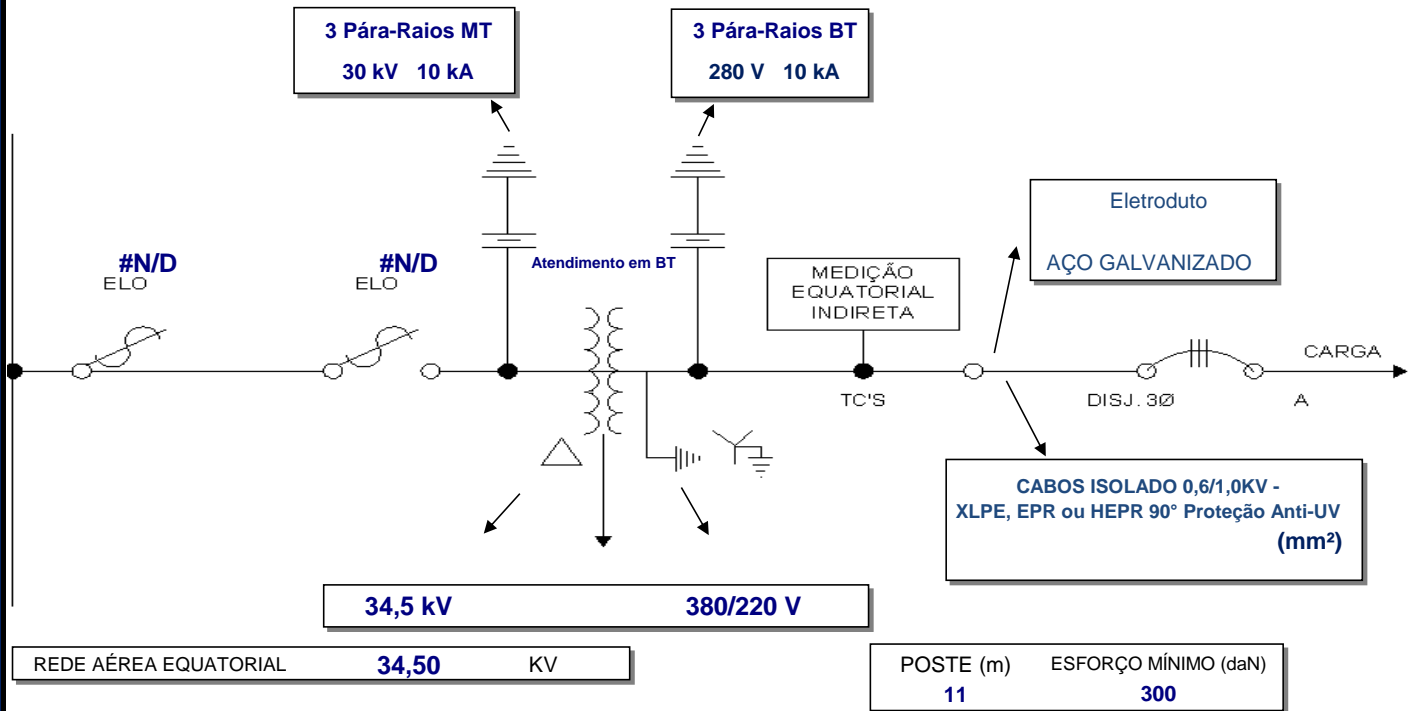 3 Pára-Raios MT
30 kV 10 kA
3 Pára-Raios BT
280 V 10 kA
Eletroduto
AÇO GALVANIZADO
#N/D
ELO
#N/D
ELO
Atendimento em BT
MEDIÇÃO
EQUATORIAL
INDIRETA
CARGA
TC'S
DISJ. 3Ø
A
CABOS ISOLADO 0,6/1,0KV -
XLPE, EPR ou HEPR 90° Proteção Anti-UV
(mm²)
34,5 kV 380/220 V
REDE AÉREA EQUATORIAL 34,50 KV
POSTE (m) ESFORÇO MÍNIMO (daN)
11 300